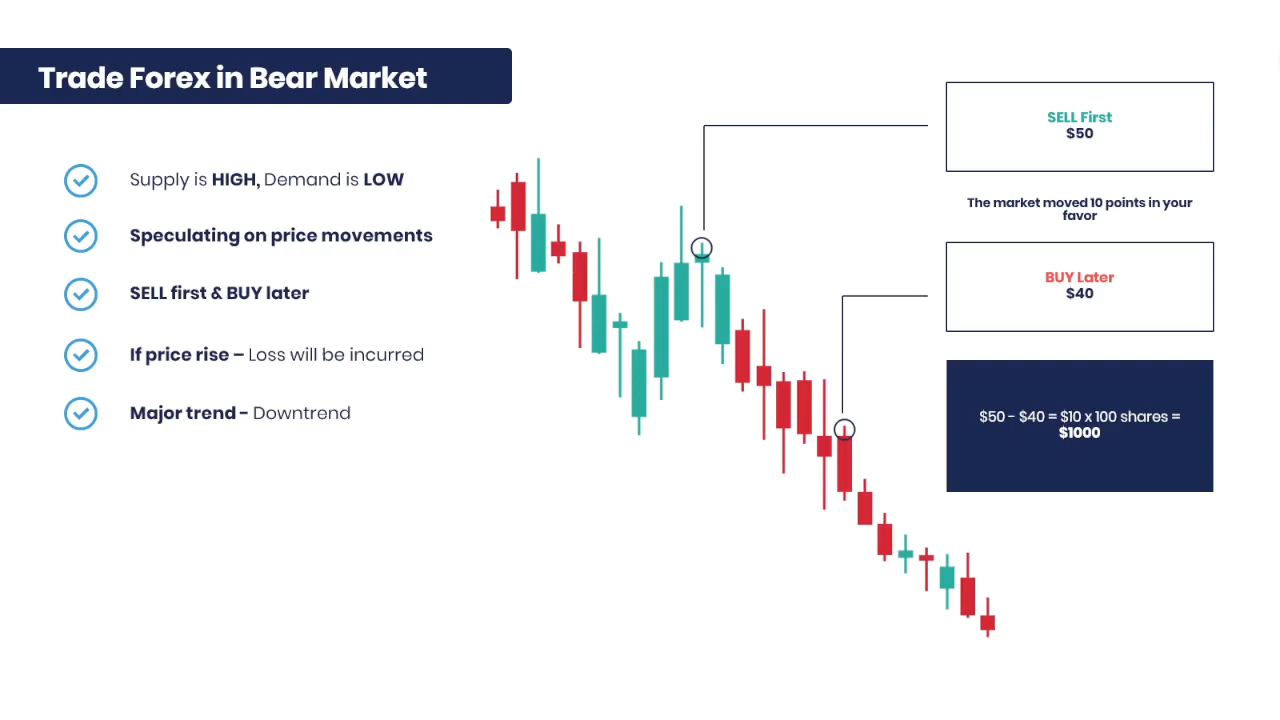 Trade Forex in Bear Market
Supply is HIGH, Demand is LOW
Speculating on price movements
SELL first & BUY later
If price rise – Loss will be incurred
Major trend - Downtrend
SELL First
$50
The market moved 10 points in your
favor
BUY Later
$40
$50 - $40 = $10 x 100 shares =
$1000